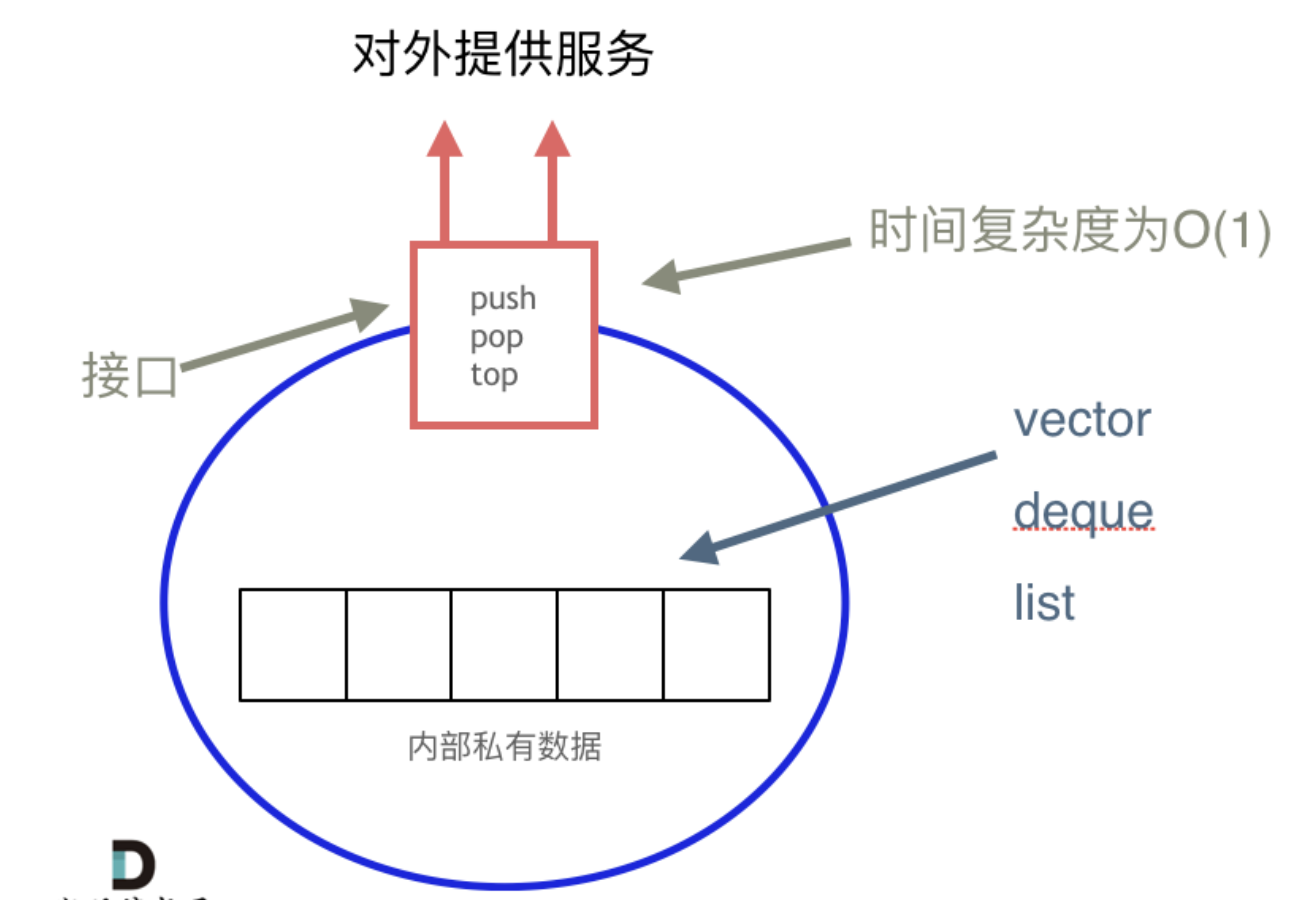 对外提供服务
时间复杂度为O(1)
push
pop
top
接口
vector
deque
list
内部私有数据